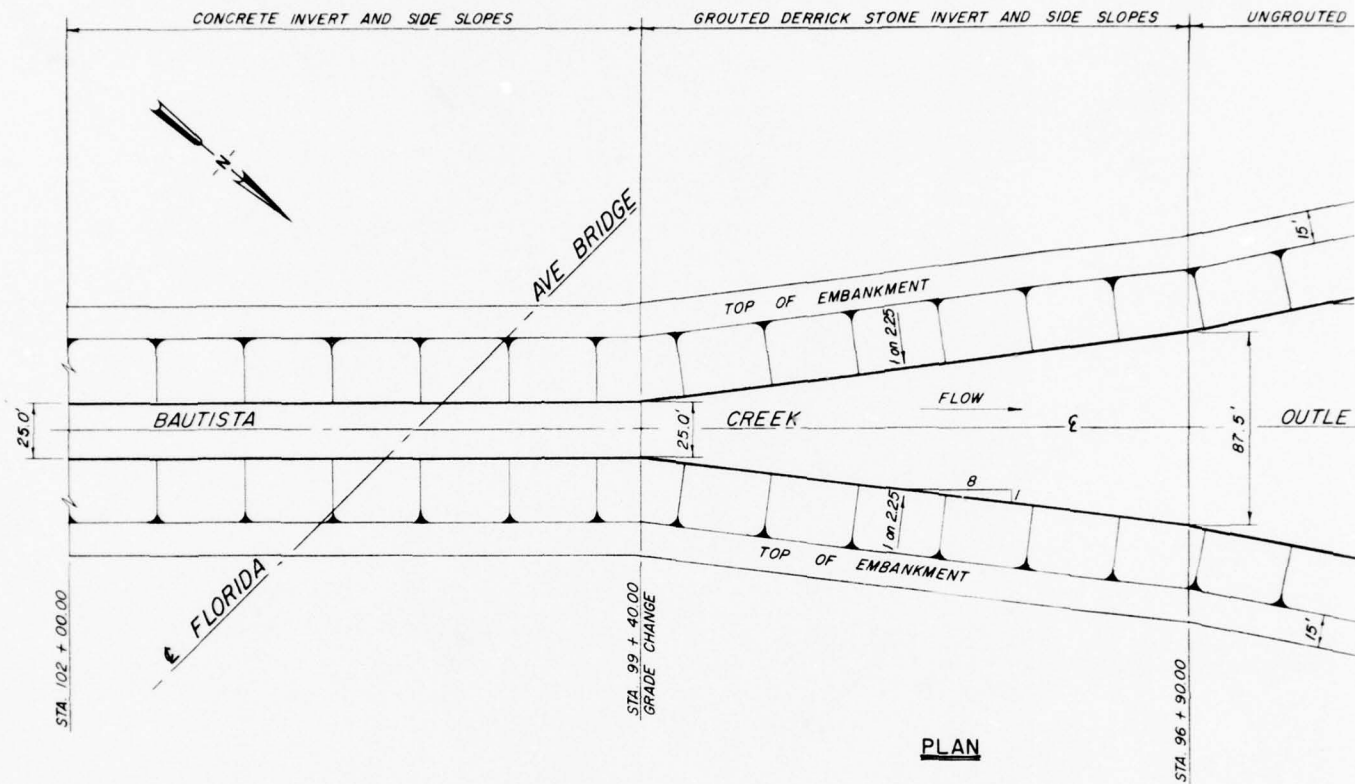 CONCRETE INVERT AND SIDE SLOPES
GROUTED DERRICK STONE INVERT AND SIDE SLOPES
UNGROUTED
N
AVE BRIDGE
15'
TOP OF EMBANKMENT
1 on 2.25
25.0'
BAUTISTA
25.0'
CREEK
FLOW
℄
87.5'
OUTLE
8
1
1 on 2.25
TOP OF EMBANKMENT
15'
℄ FLORIDA
STA. 102 + 00.00
STA. 99 + 40.00
GRADE CHANGE
STA. 96 + 90.00
PLAN